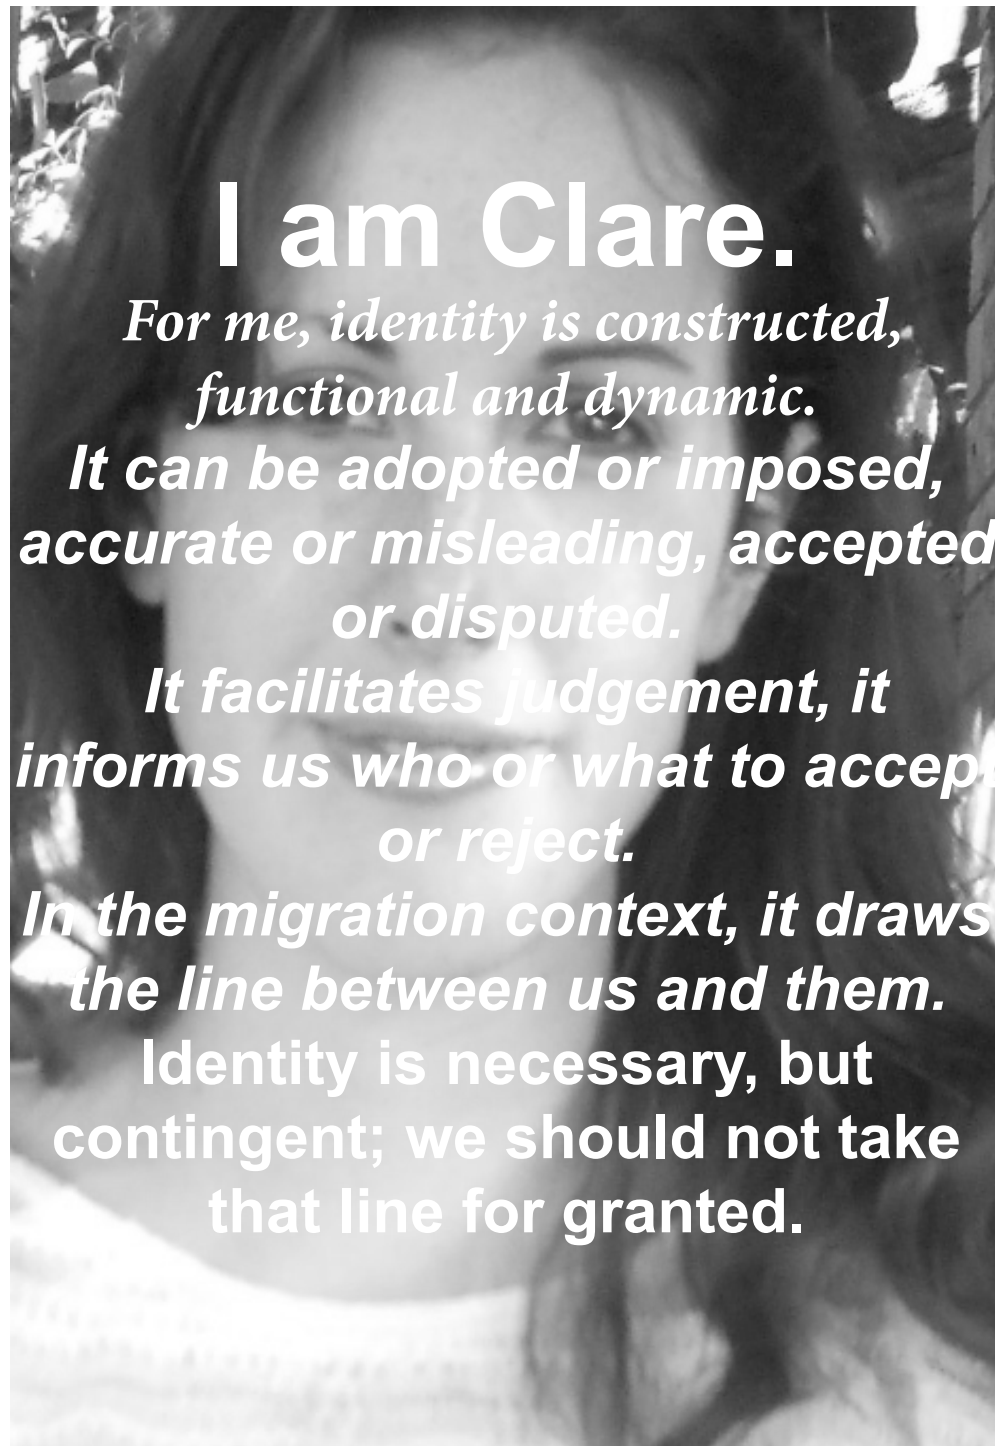 I am Clare.
For me, identity is constructed,
functional and dynamic.
It can be adopted or imposed,
accurate or misleading, accepted
or disputed.
It facilitates judgement, it
informs us who or what to accept
or reject.
In the migration context, it draws
the line between us and them.
Identity is necessary, but
contingent; we should not take
that line for granted.